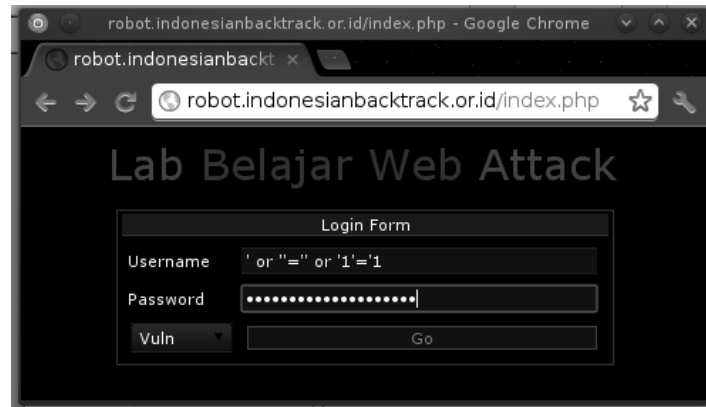 robot.indonesianbacktrack.or.id/index.php - Google Chrome
robot.indonesianbackt
robot.indonesianbacktrack.or.id/index.php
Lab Belajar Web Attack
Login Form
Username ' or ''='' or '1'='1
Password ••••••••••••••••••••
Vuln Go